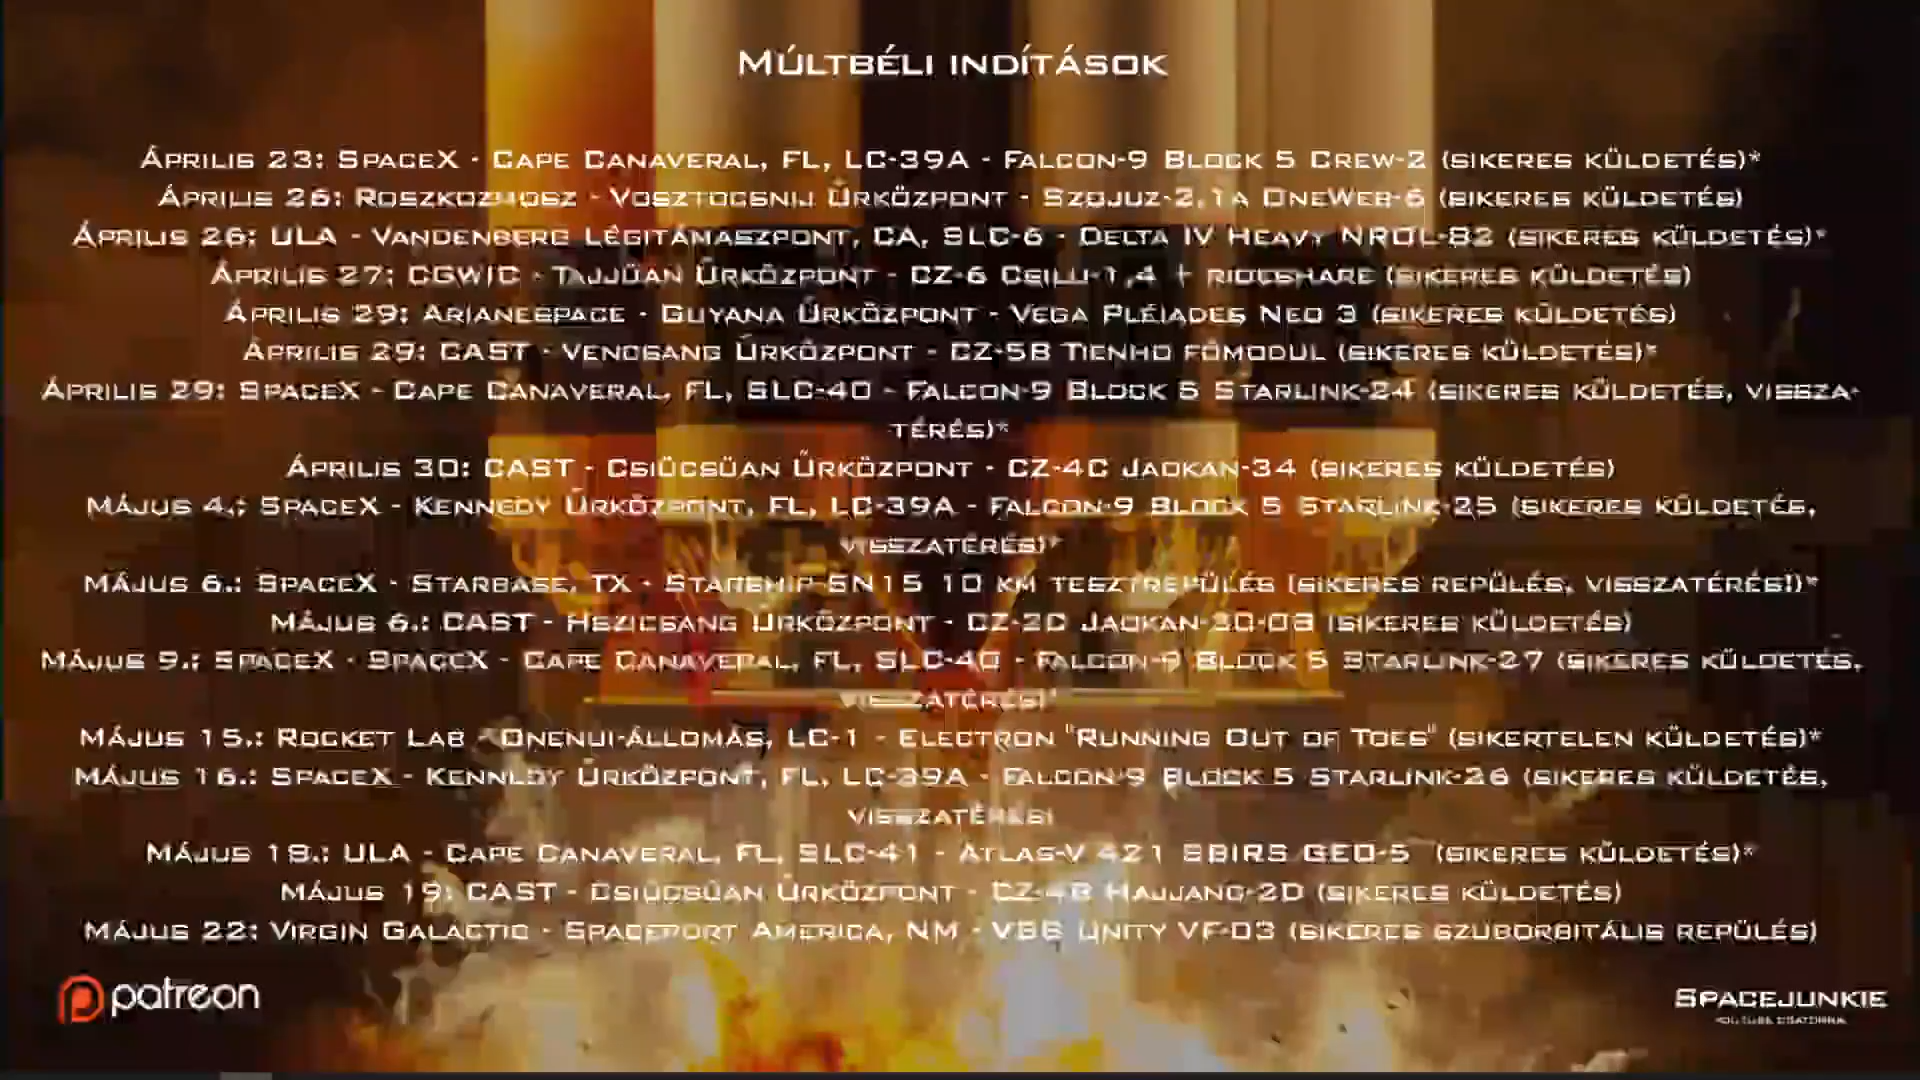 Múltbéli indítások
Április 23: SpaceX - Cape Canaveral, FL, LC-39A - Falcon-9 Block 5 Crew-2 (sikeres küldetés)*
Április 26: Roszkozmosz - Vosztocsnij Űrközpont - Szojuz-2,1a OneWeb-6 (sikeres küldetés)
Április 26: ULA - Vandenberg Légitámaszpont, CA, SLC-6 - Delta IV Heavy NROL-82 (sikeres küldetés)*
Április 27: CGWIC - Tajjüan Űrközpont - CZ-6 Csilu-1,4 + rideshare (sikeres küldetés)
Április 29: Arianespace - Guyana Űrközpont - Vega Pléiades Neo 3 (sikeres küldetés)
Április 29: CAST - Vencsang Űrközpont - CZ-5B Tienho főmodul (sikeres küldetés)*
Április 29: SpaceX - Cape Canaveral, FL, SLC-40 - Falcon-9 Block 5 Starlink-24 (sikeres küldetés, vissza-
térés)*
Április 30: CAST - Csiűcsüan Űrközpont - CZ-4C Jaokan-34 (sikeres küldetés)
Május 4.: SpaceX - Kennedy Űrközpont, FL, LC-39A - Falcon-9 Block 5 Starlink-25 (sikeres küldetés,
visszatérés)*
Május 6.: SpaceX - Starbase, TX - Starship SN15 10 km tesztrepülés (sikeres repülés, visszatérés!)*
Május 6.: CAST - Hszicsang Űrközpont - CZ-2C Jaokan-30-08 (sikeres küldetés)
Május 9.: SpaceX - SpaceX - Cape Canaveral, FL, SLC-40 - Falcon-9 Block 5 Starlink-27 (sikeres küldetés,
visszatérés)*
Május 15.: Rocket Lab - Onenui-állomás, LC-1 - Electron "Running Out of Toes" (sikertelen küldetés)*
Május 16.: SpaceX - Kennedy Űrközpont, FL, LC-39A - Falcon-9 Block 5 Starlink-26 (sikeres küldetés,
visszatérés)
Május 18.: ULA - Cape Canaveral, FL, SLC-41 - Atlas-V 421 SBIRS GEO-5 (sikeres küldetés)*
Május 19: CAST - Csiűcsüan Űrközpont - CZ-4B Hajjang-2D (sikeres küldetés)
Május 22: Virgin Galactic - Spaceport America, NM - VSS Unity VF-03 (sikeres szuborbitális repülés)
patreon
Spacejunkie
YouTube csatorna